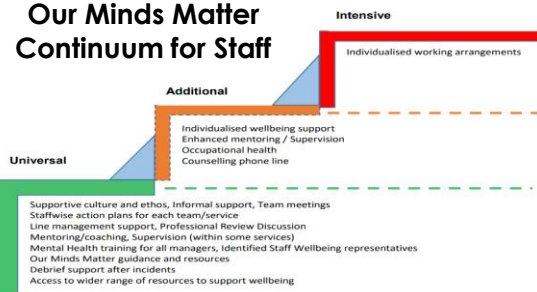 Our Minds Matter
Continuum for Staff
Intensive
Individualised working arrangements
Additional
Individualised wellbeing support
Enhanced mentoring / Supervision
Occupational health
Counselling phone line
Universal
Supportive culture and ethos, Informal support, Team meetings
Staffwise action plans for each team/service
Line management support, Professional Review Discussion
Mentoring/coaching, Supervision (within some services)
Mental Health training for all managers, Identified Staff Wellbeing representatives
Our Minds Matter guidance and resources
Debrief support after incidents
Access to wider range of resources to support wellbeing